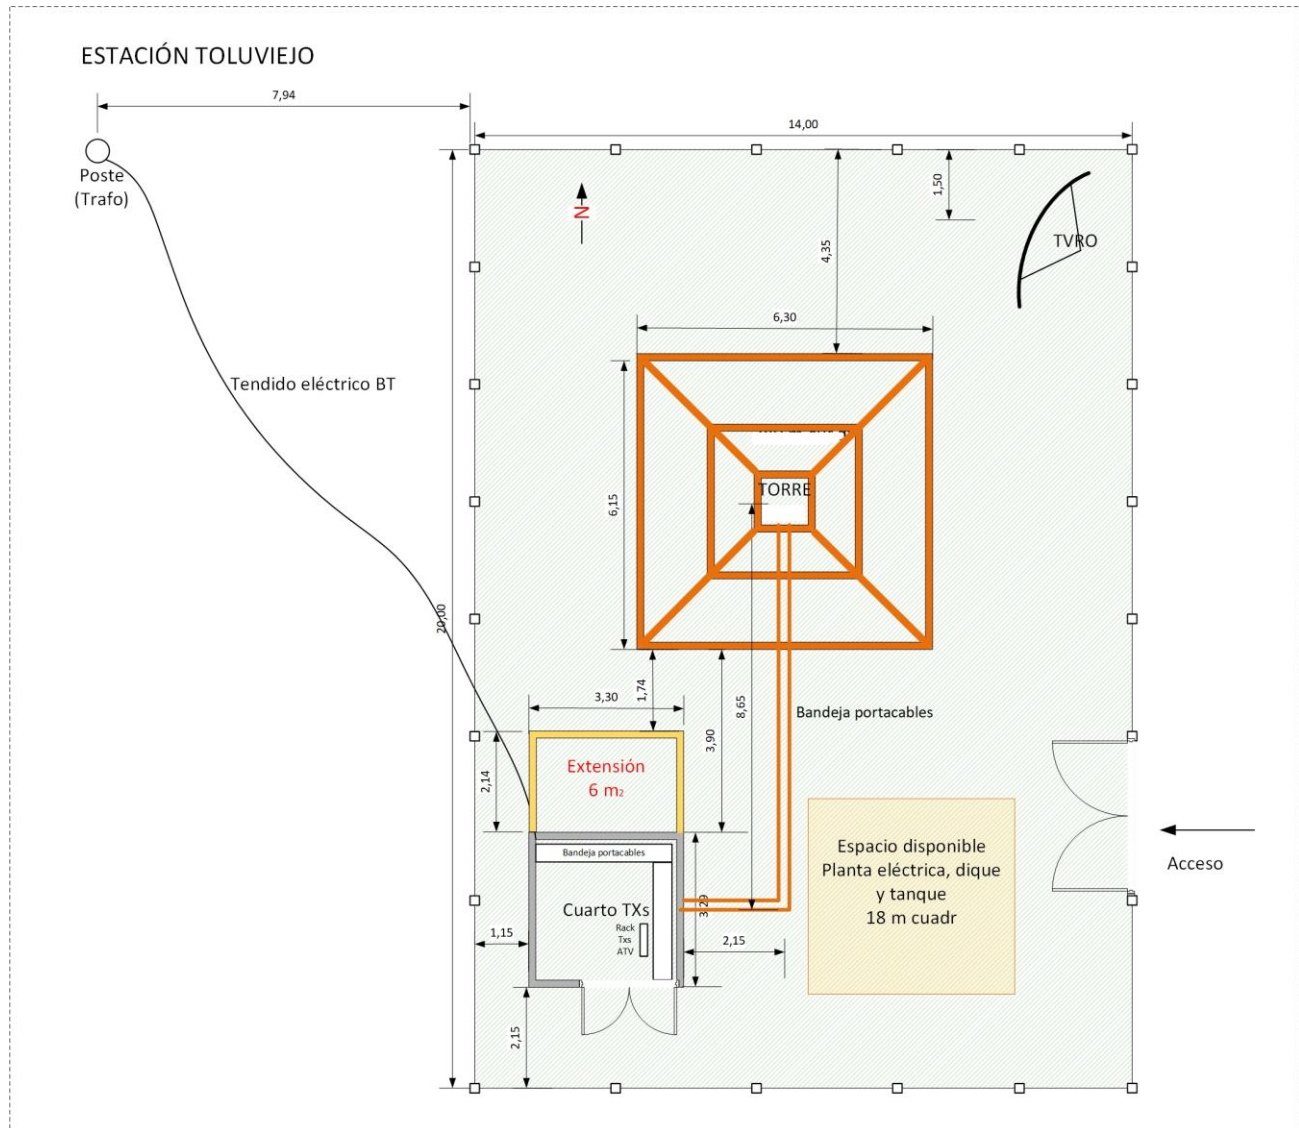 ESTACIÓN TOLUVIEJO
7,94
14,00
Poste
(Trafo)
N
1,50
TVRO
4,35
6,30
Tendido eléctrico BT
6,15
TORRE
20,00
3,30
1,74
8,65
Bandeja portacables
3,90
Extensión
6 m2
2,14
Espacio disponible
Planta eléctrica, dique
y tanque
18 m cuadr
Acceso
Bandeja portacables
Cuarto TXs
3,29
Rack
Txs
ATV
1,15
2,15
2,15